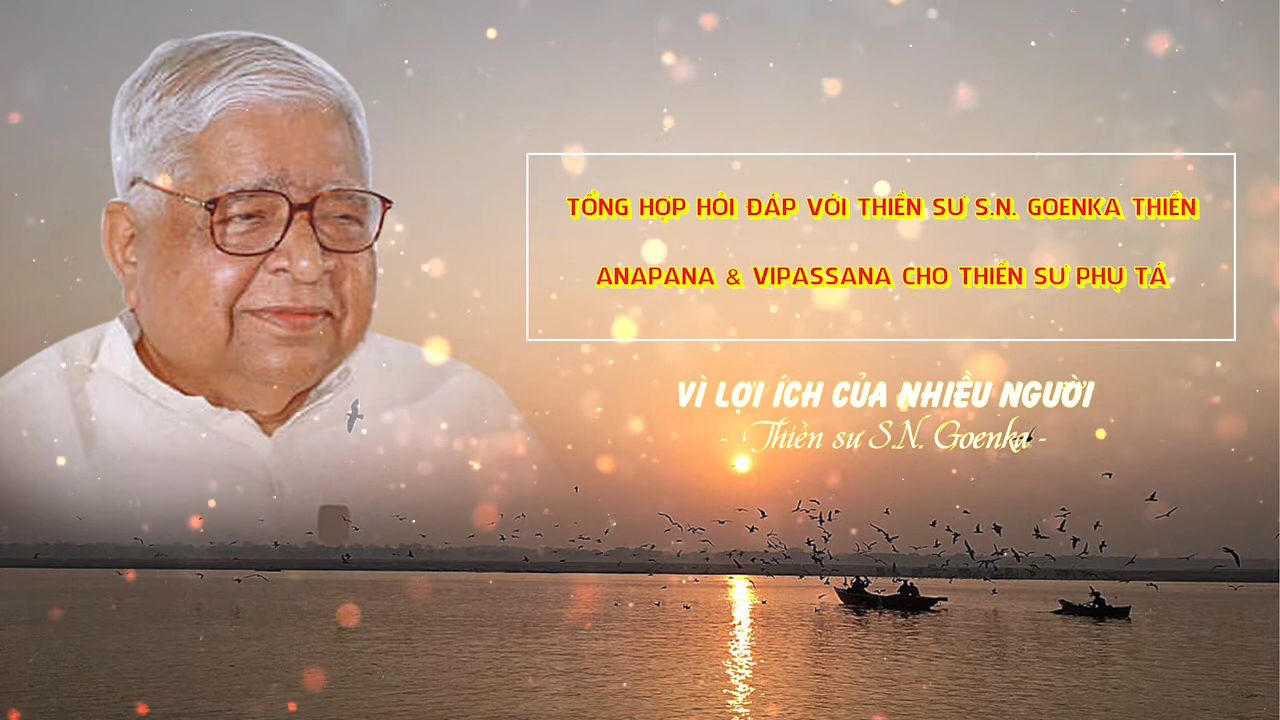 TỔNG HỢP HỎI ĐÁP VỚI THIỀN SƯ S.N. GOENKA THIỀN
ANAPANA & VIPASSANA CHO THIỀN SƯ PHỤ TÁ
VÌ LỢI ÍCH CỦA NHIỀU NGƯỜI
- Thiền sư S.N. Goenka -